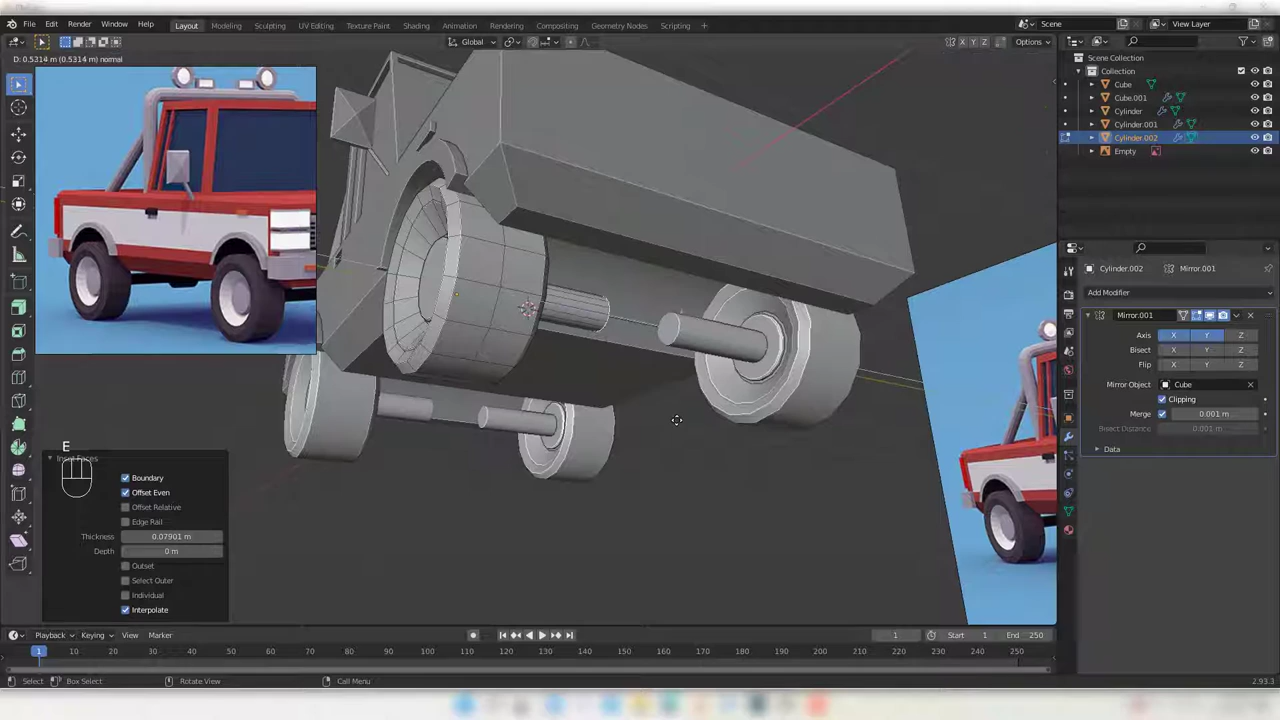 File Edit Render Window Help
Layout Modeling Sculpting UV Editing Texture Paint Shading Animation Rendering Compositing Geometry Nodes Scripting +
Scene
View Layer
Global
X Y Z
Options
D: 0.5314 m (0.5314 m) normal
Scene Collection
Collection
Cube
Cube.001
Cylinder
Cylinder.001
Cylinder.002
Empty
Cylinder.002 > Mirror.001
Add Modifier
Mirror.001
Axis X Y Z
Bisect X Y Z
Flip X Y Z
Mirror Object Cube
Clipping
Merge 0.001 m
Bisect Distance 0.001 m
Data
E
Inset Faces
Boundary
Offset Even
Offset Relative
Edge Rail
Thickness 0.07901 m
Depth 0 m
Outset
Select Outer
Individual
Interpolate
Playback Keying View Marker
1
Start 1
End 250
1 10 20 30 40 50 60 70 80 90 100 110 120 130 140 150 160 170 180 190 200 210 220 230 240 250
Select Box Select Rotate View Call Menu
2.93.3